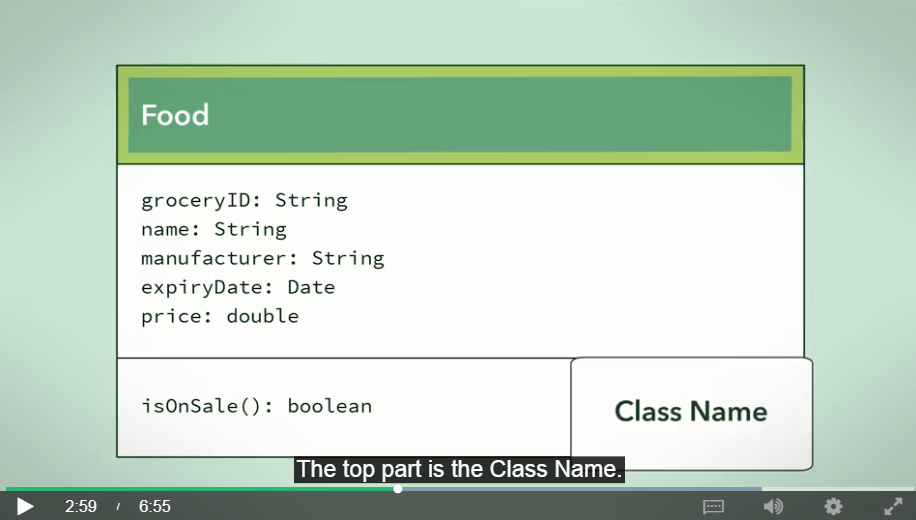 Food
groceryID: String
name: String
manufacturer: String
expiryDate: Date
price: double
isOnSale(): boolean
Class Name
The top part is the Class Name.
2:59 / 6:55